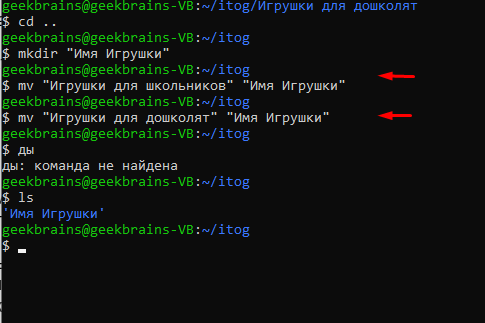 geekbrains@geekbrains-VB:~/itog/Игрушки для дошколят
$ cd ..
geekbrains@geekbrains-VB:~/itog
$ mkdir "Имя Игрушки"
geekbrains@geekbrains-VB:~/itog
$ mv "Игрушки для школьников" "Имя Игрушки"
geekbrains@geekbrains-VB:~/itog
$ mv "Игрушки для дошколят" "Имя Игрушки"
geekbrains@geekbrains-VB:~/itog
$ ды
ды: команда не найдена
geekbrains@geekbrains-VB:~/itog
$ ls
'Имя Игрушки'
geekbrains@geekbrains-VB:~/itog
$